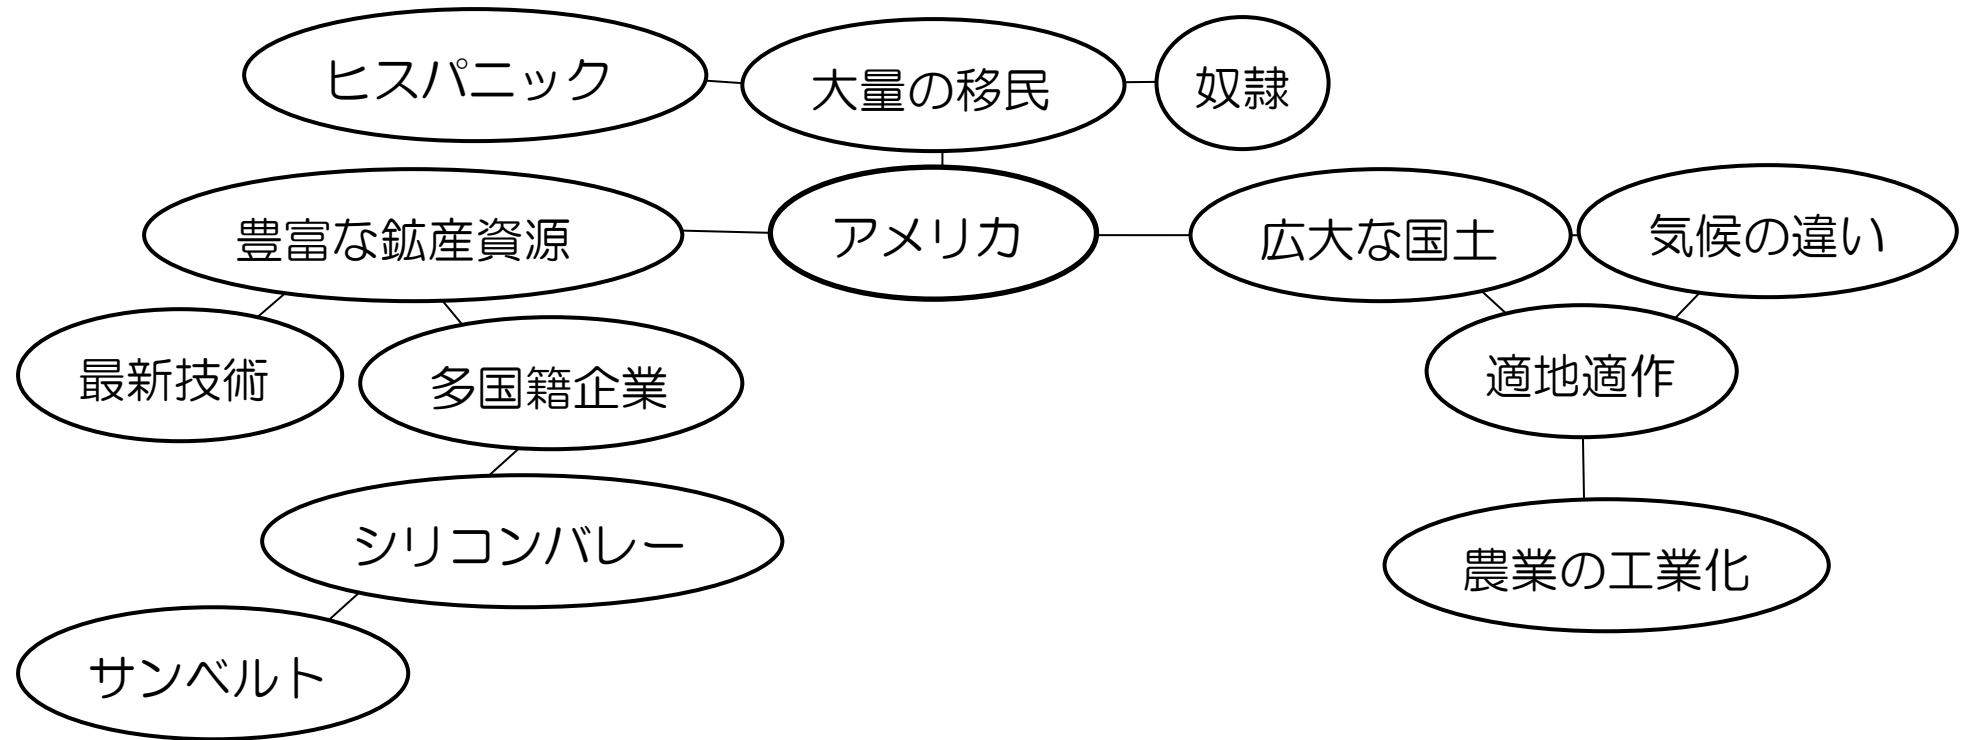 ヒスパニック
大量の移民
奴隷
豊富な鉱産資源
アメリカ
広大な国土
気候の違い
最新技術
多国籍企業
適地適作
シリコンバレー
農業の工業化
サンベルト